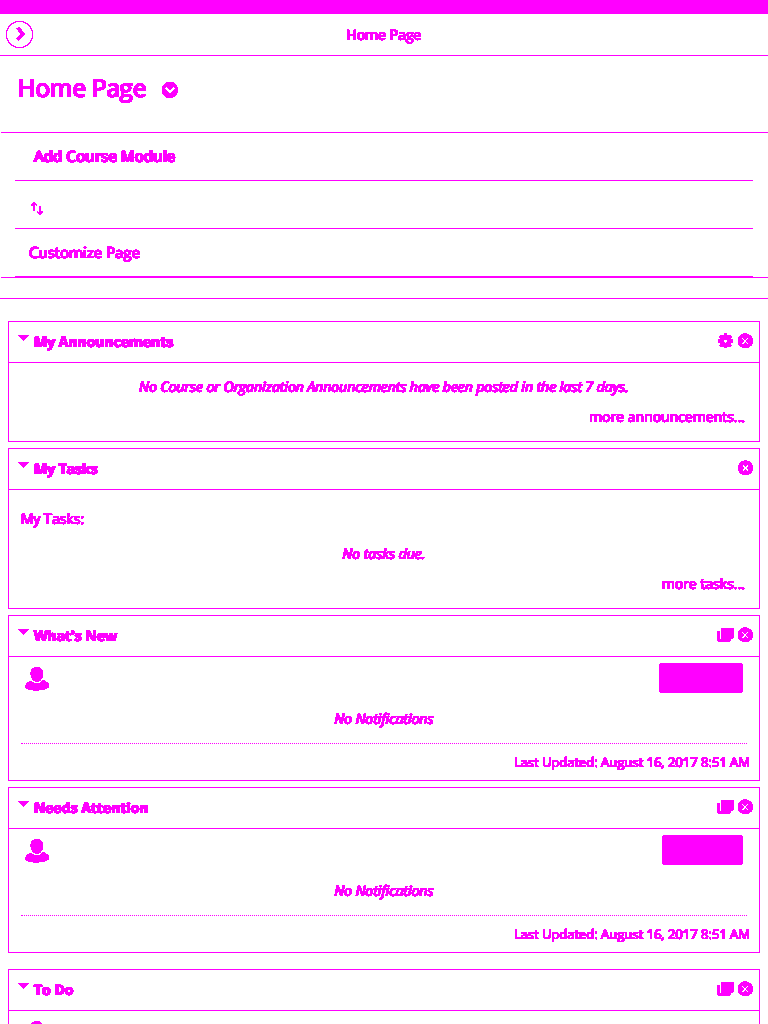 Home Page
Home Page
Add Course Module
Customize Page
My Announcements
No Course or Organization Announcements have been posted in the last 7 days.
more announcements...
My Tasks
My Tasks:
No tasks due.
more tasks...
What's New
No Notifications
Last Updated: August 16, 2017 8:51 AM
Needs Attention
No Notifications
Last Updated: August 16, 2017 8:51 AM
To Do